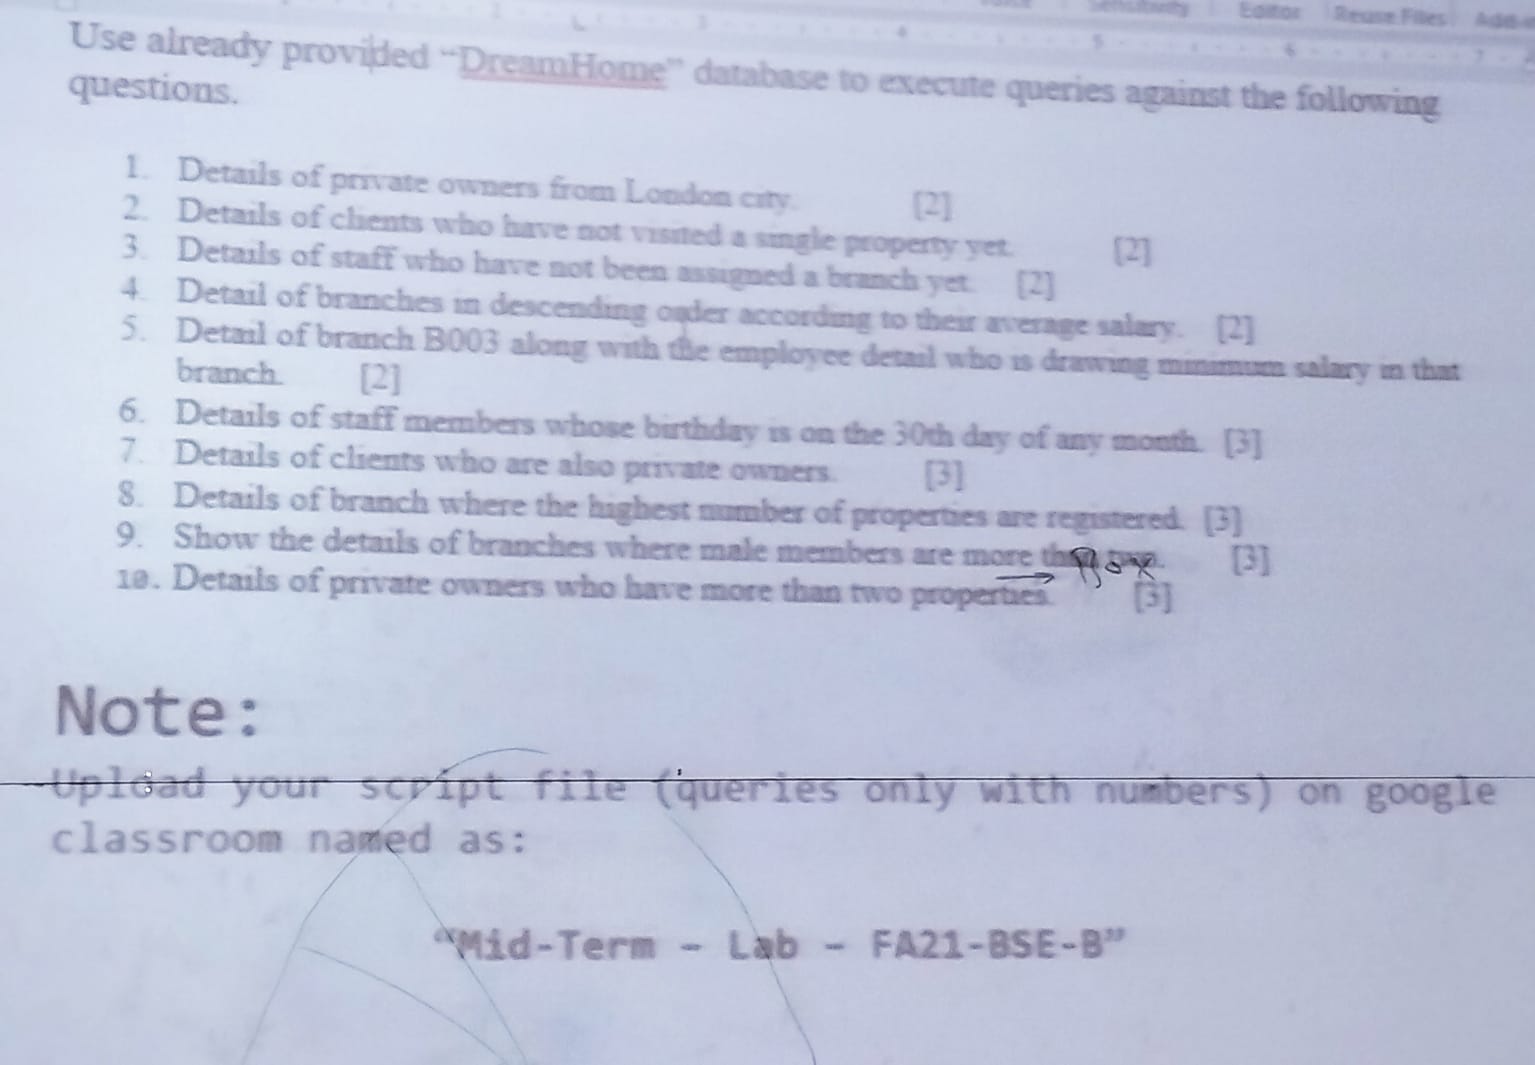 Editor Reuse Files
Use already provided “DreamHome” database to execute queries against the following
questions.
1. Details of private owners from London city. [2]
2. Details of clients who have not visited a single property yet. [2]
3. Details of staff who have not been assigned a branch yet. [2]
4. Detail of branches in descending order according to their average salary. [2]
5. Detail of branch B003 along with the employee detail who is drawing minimum salary in that
branch. [2]
6. Details of staff members whose birthday is on the 30th day of any month. [3]
7. Details of clients who are also private owners. [3]
8. Details of branch where the highest number of properties are registered. [3]
9. Show the details of branches where male members are more [3]
10. Details of private owners who have more than two properties. [3]
Note:
Upload your script file (queries only with numbers) on google
classroom named as:
“Mid-Term – Lab – FA21-BSE-B”